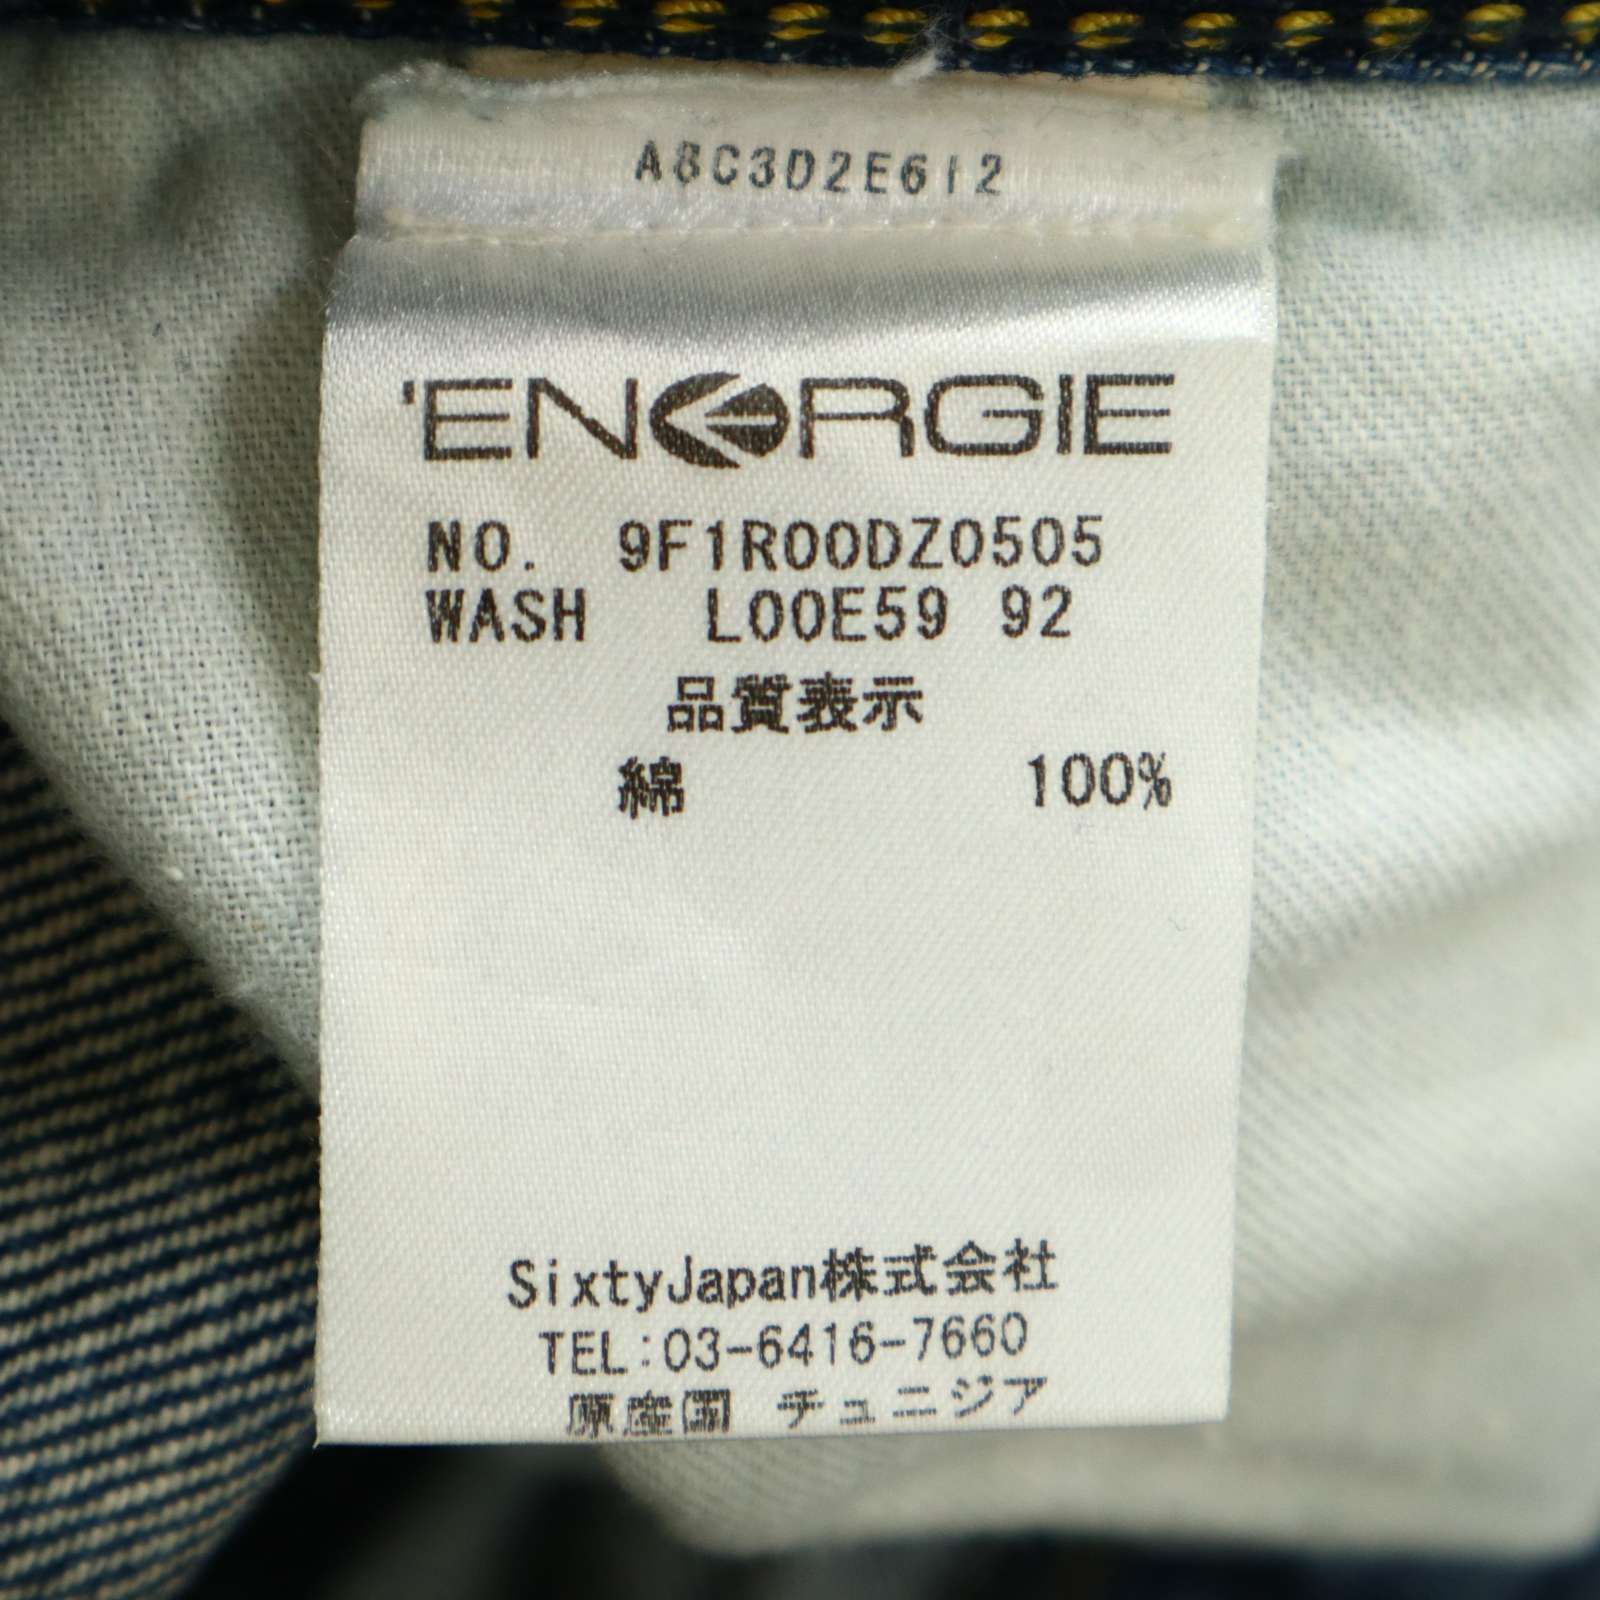 A8C3D2E612
'ENERGIE
NO. 9F1R00DZ0505
WASH L00E59 92
品質表示
綿 100%
SixtyJapan株式会社
TEL:03-6416-7660
原産国 チュニジア